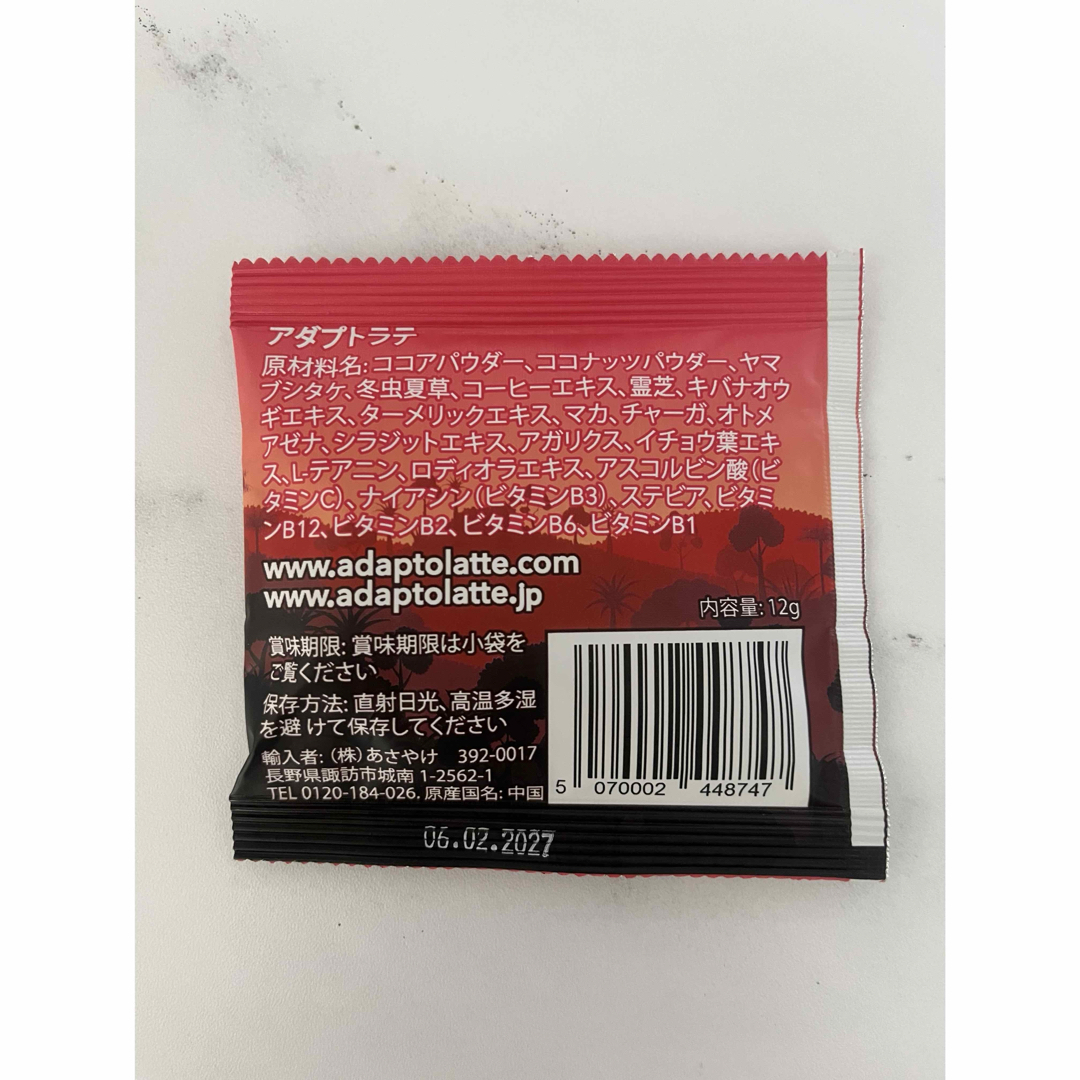 アダプトラテ
原材料名: ココアパウダー、ココナッツパウダー、ヤマ
ブシタケ、冬虫夏草、コーヒーエキス、霊芝、キバナオウ
ギエキス、ターメリックエキス、マカ、チャーガ、オトメ
アゼナ、シラジットエキス、アガリクス、イチョウ葉エキ
ス、L-テアニン、ロディオラエキス、アスコルビン酸（ビ
タミンC）、ナイアシン（ビタミンB3）、ステビア、ビタミ
ンB12、ビタミンB2、ビタミンB6、ビタミンB1
www.adaptolatte.com
www.adaptolatte.jp
内容量: 12g
賞味期限: 賞味期限は小袋を
ご覧ください
保存方法: 直射日光、高温多湿
を避 けて保存してください
輸入者:（株）あさやけ 392-0017
長野県諏訪市城南 1-2562-1
TEL 0120-184-026. 原産国名: 中国
5 070002 448747
06.02.2027